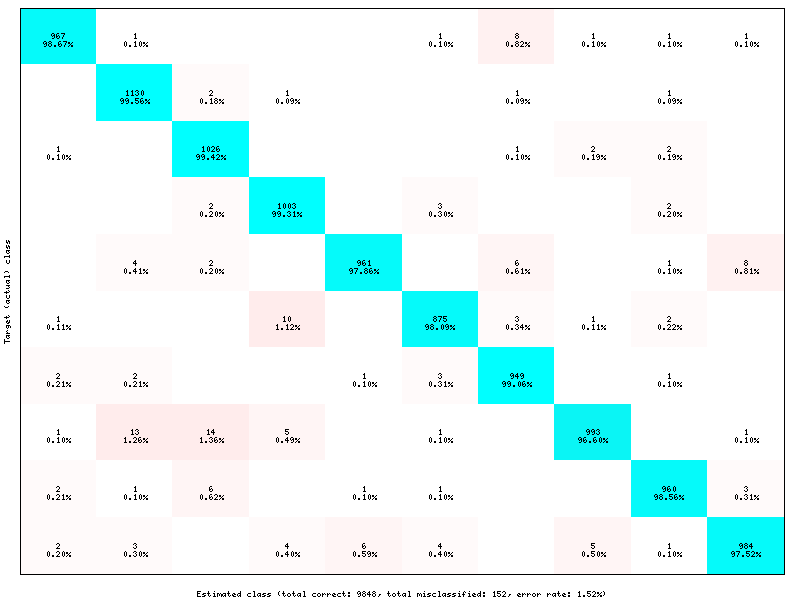 967 1 1 8 1 1 1
98.67% 0.10% 0.10% 0.82% 0.10% 0.10% 0.10%
1130 2 1 1 1
99.56% 0.18% 0.09% 0.09% 0.09%
1 1026 1 2 2
0.10% 99.42% 0.10% 0.19% 0.19%
2 1003 3 2
0.20% 99.31% 0.30% 0.20%
4 2 961 6 1 8
0.41% 0.20% 97.86% 0.61% 0.10% 0.81%
1 10 875 3 1 2
0.11% 1.12% 98.09% 0.34% 0.11% 0.22%
2 2 1 3 949 1
0.21% 0.21% 0.10% 0.31% 99.06% 0.10%
1 13 14 5 1 993 1
0.10% 1.26% 1.36% 0.49% 0.10% 96.60% 0.10%
2 1 6 1 1 960 3
0.21% 0.10% 0.62% 0.10% 0.10% 98.56% 0.31%
2 3 4 6 4 5 1 984
0.20% 0.30% 0.40% 0.59% 0.40% 0.50% 0.10% 97.52%
Target (actual) class
Estimated class (total correct: 9848, total misclassified: 152, error rate: 1.52%)